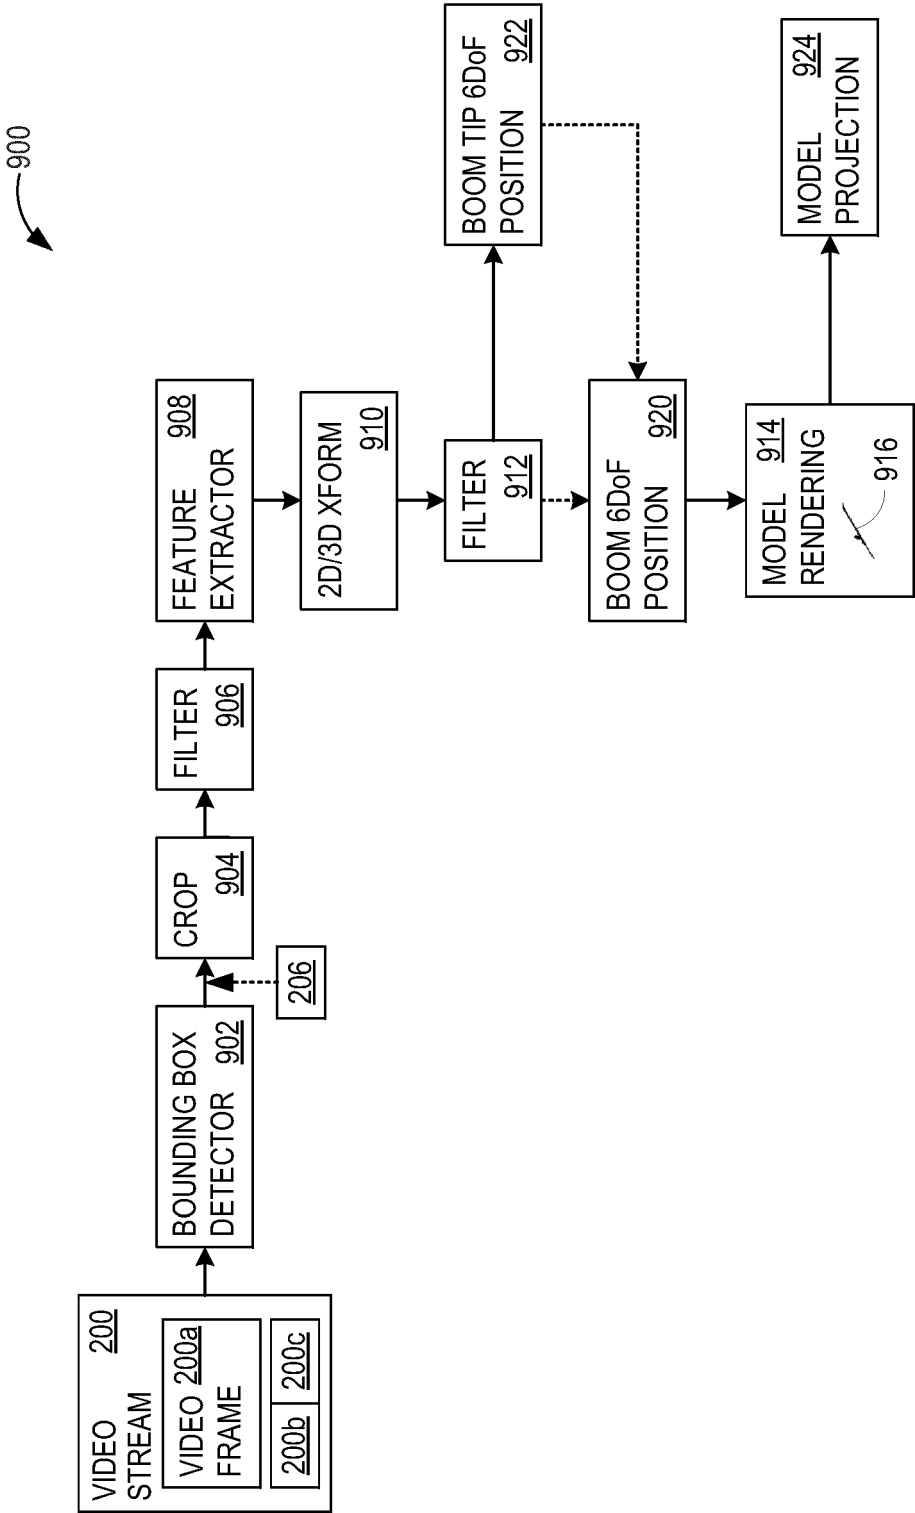 900
VIDEO
STREAM
200
VIDEO
FRAME
200a
200b
200c
BOUNDING BOX
DETECTOR 902
206
CROP
904
FILTER
906
FEATURE
EXTRACTOR
908
2D/3D XFORM
910
FILTER
912
BOOM TIP 6DoF
POSITION 922
BOOM 6DoF
POSITION 920
MODEL 914
RENDERING
916
MODEL 924
PROJECTION